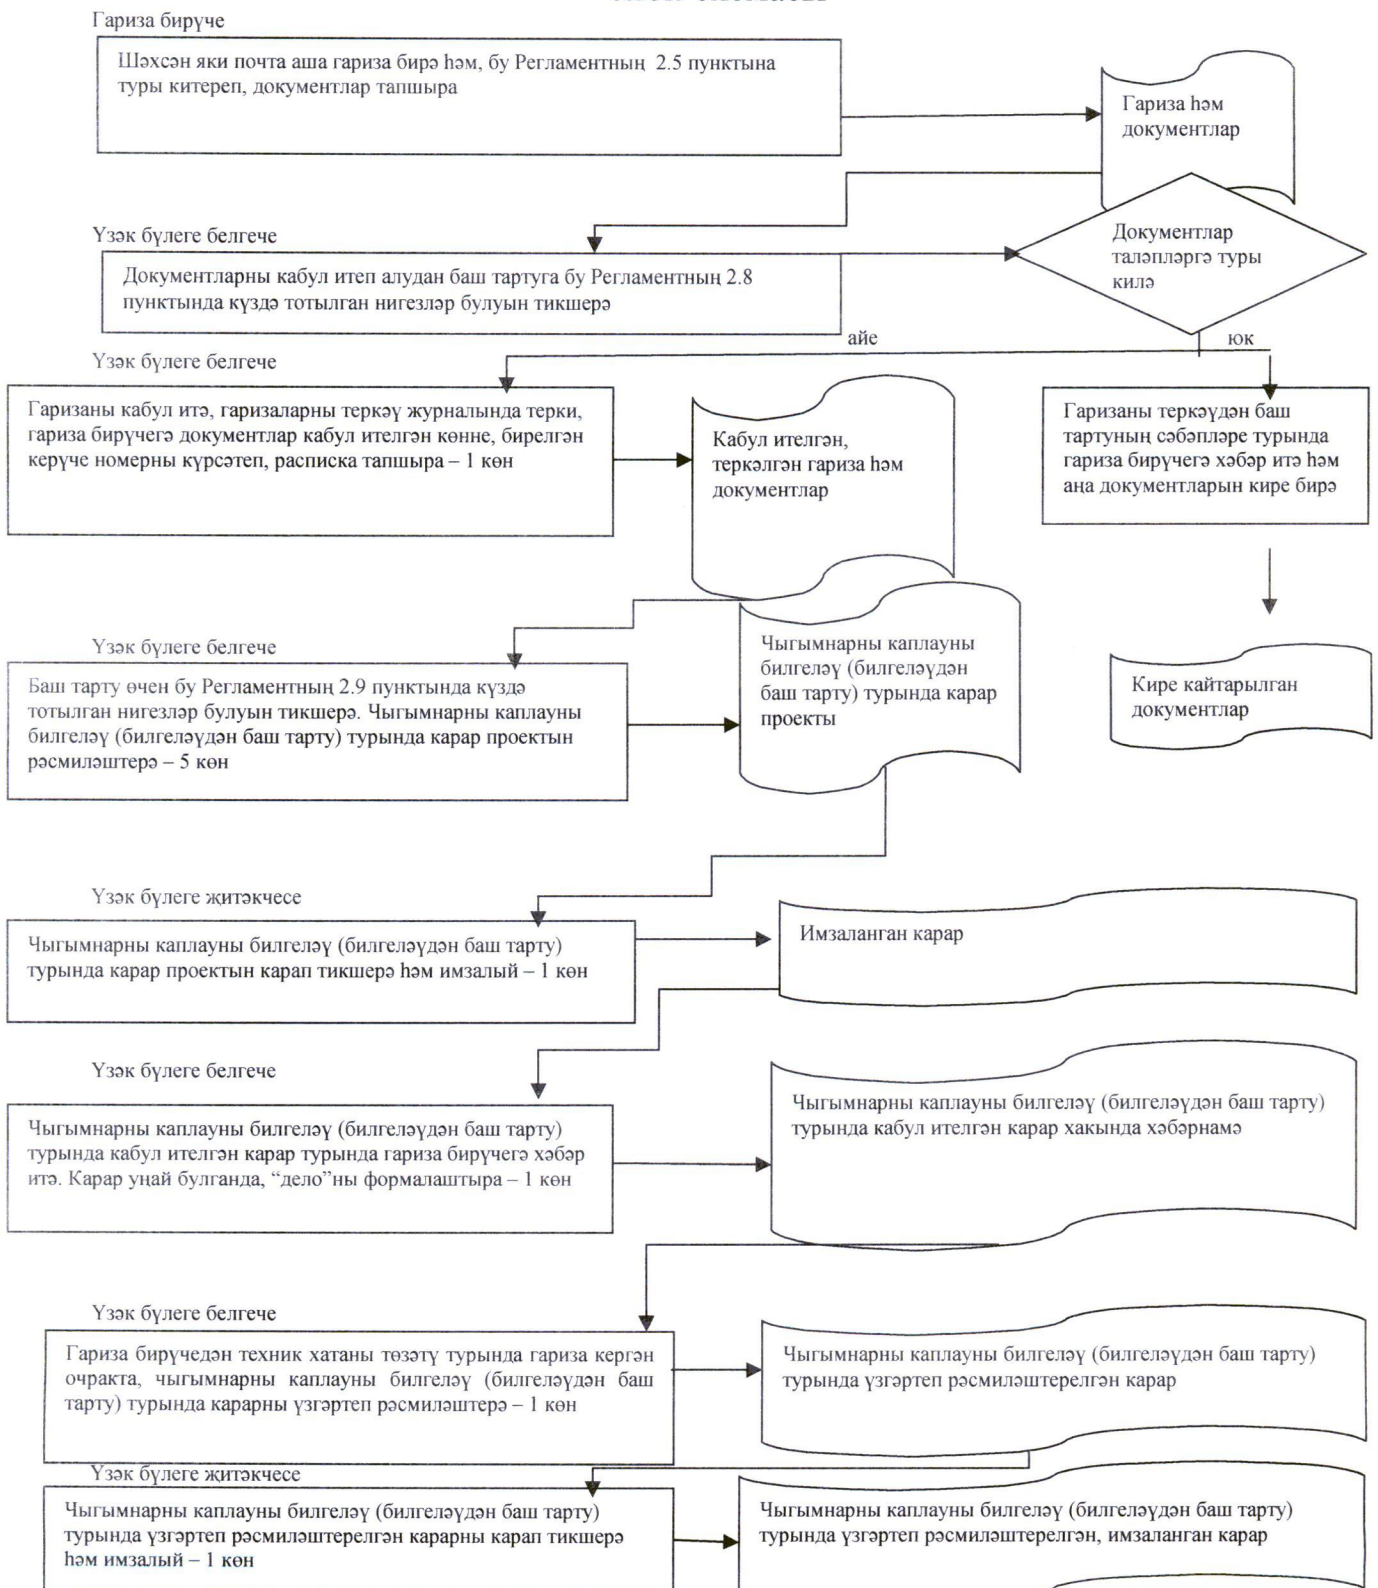 Гариза бирүче
Шәхсән яки почта аша гариза бирә һәм, бу Регламентның 2.5 пунктына
туры китереп, документлар тапшыра
Гариза һәм
документлар
Үзәк бүлеге белгече
Документларны кабул итеп алудан баш тартуга бу Регламентның 2.8
пунктында күздә тотылган нигезләр булуын тикшерә
Документлар
таләпләргә туры
килә
айе
юк
Үзәк бүлеге белгече
Гаризаны кабул итә, гаризаларны теркәү журналында терки,
гариза бирүчегә документлар кабул ителгән көнне, бирелгән
керүче номерны күрсәтеп, расписка тапшыра – 1 көн
Кабул ителгән,
теркәлгән гариза һәм
документлар
Гаризаны теркәүдән баш
тартуның сәбәпләре турында
гариза бирүчегә хәбәр итә һәм
аңа документларын кире бирә
Үзәк бүлеге белгече
Баш тарту өчен бу Регламентның 2.9 пунктында күздә
тотылган нигезләр булуын тикшерә. Чыгымнарны каплауны
билгеләү (билгеләүдән баш тарту) турында карар проектын
рәсмиләштерә – 5 көн
Чыгымнарны каплауны
билгеләү (билгеләүдән
баш тарту) турында карар
проекты
Кире кайтарылган
документлар
Үзәк бүлеге җитәкчесе
Чыгымнарны каплауны билгеләү (билгеләүдән баш тарту)
турында карар проектын карап тикшерә һәм имзалый – 1 көн
Имзаланган карар
Үзәк бүлеге белгече
Чыгымнарны каплауны билгеләү (билгеләүдән баш тарту)
турында кабул ителгән карар турында гариза бирүчегә хәбәр
итә. Карар уңай булганда, “дело”ны формалаштыра – 1 көн
Чыгымнарны каплауны билгеләү (билгеләүдән баш тарту)
турында кабул ителгән карар хакында хәбәрнамә
Үзәк бүлеге белгече
Гариза бирүчедән техник хатаны төзәтү турында гариза кергән
очракта, чыгымнарны каплауны билгеләү (билгеләүдән баш
тарту) турында карарны үзгәртеп рәсмиләштерә – 1 көн
Чыгымнарны каплауны билгеләү (билгеләүдән баш тарту)
турында үзгәртеп рәсмиләштерелгән карар
Үзәк бүлеге җитәкчесе
Чыгымнарны каплауны билгеләү (билгеләүдән баш тарту)
турында үзгәртеп рәсмиләштерелгән карарны карап тикшерә
һәм имзалый – 1 көн
Чыгымнарны каплауны билгеләү (билгеләүдән баш тарту)
турында үзгәртеп рәсмиләштерелгән, имзаланган карар